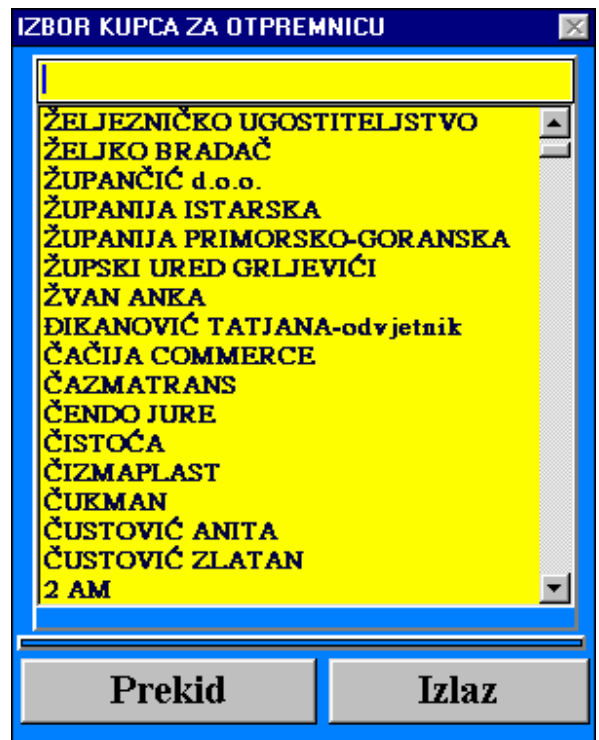 IZBOR KUPCA ZA OTPREMNICU
ŽELJEZNIČKO UGOSTITELJSTVO
ŽELJKO BRADAČ
ŽUPANČIĆ d.o.o.
ŽUPANIJA ISTARSKA
ŽUPANIJA PRIMORSKO-GORANSKA
ŽUPSKI URED GRLJEVIĆI
ŽVAN ANKA
ĐIKANOVIĆ TATJANA-odvjetnik
ČAČIJA COMMERCE
ČAZMATRANS
ČENDO JURE
ČISTOĆA
ČIZMAPLAST
ČUKMAN
ČUSTOVIĆ ANITA
ČUSTOVIĆ ZLATAN
2 AM
Prekid
Izlaz